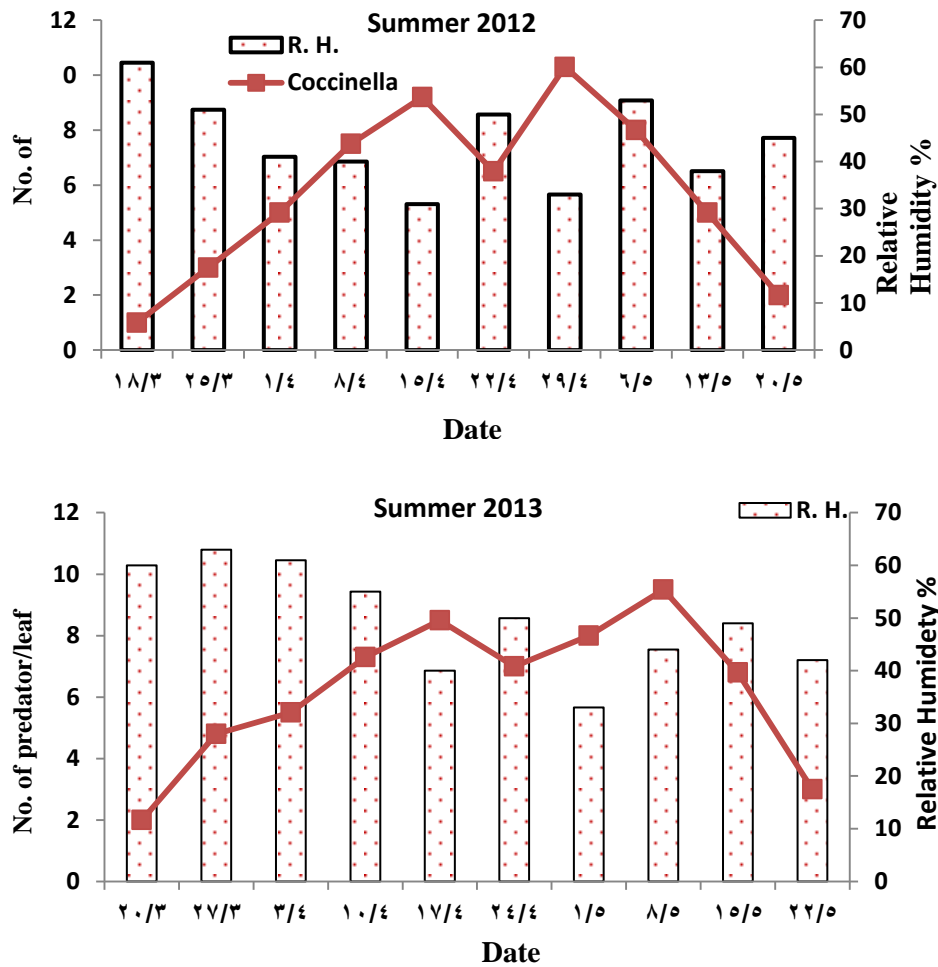 Summer 2012
R. H.
Coccinella
12
0
8
6
4
2
0
No. of
70
60
50
40
30
20
10
0
Relative
Humidity %
١٨/٣ ٢٥/٣ ١/٤ ٨/٤ ١٥/٤ ٢٢/٤ ٢٩/٤ ٦/٥ ١٣/٥ ٢٠/٥
Date
Summer 2013
R. H.
12
10
8
6
4
2
0
No. of predator/leaf
70
60
50
40
30
20
10
0
Relative Humidety %
٢٠/٣ ٢٧/٣ ٣/٤ ١٠/٤ ١٧/٤ ٢٤/٤ ١/٥ ٨/٥ ١٥/٥ ٢٢/٥
Date